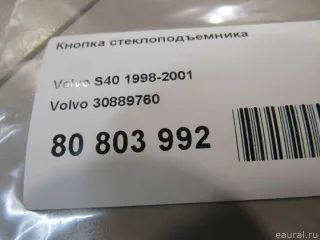 Кнопка стеклоподъемника
Volvo S40 1998-2001
Volvo 30889760
80 803 992
eaural.ru